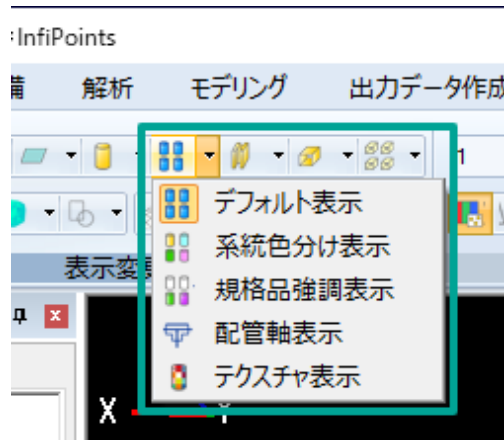 InfiPoints
解析 モデリング 出力データ作成
1
デフォルト表示
系統色分け表示
表示変
規格品強調表示
配管軸表示
テクスチャ表示
X Y